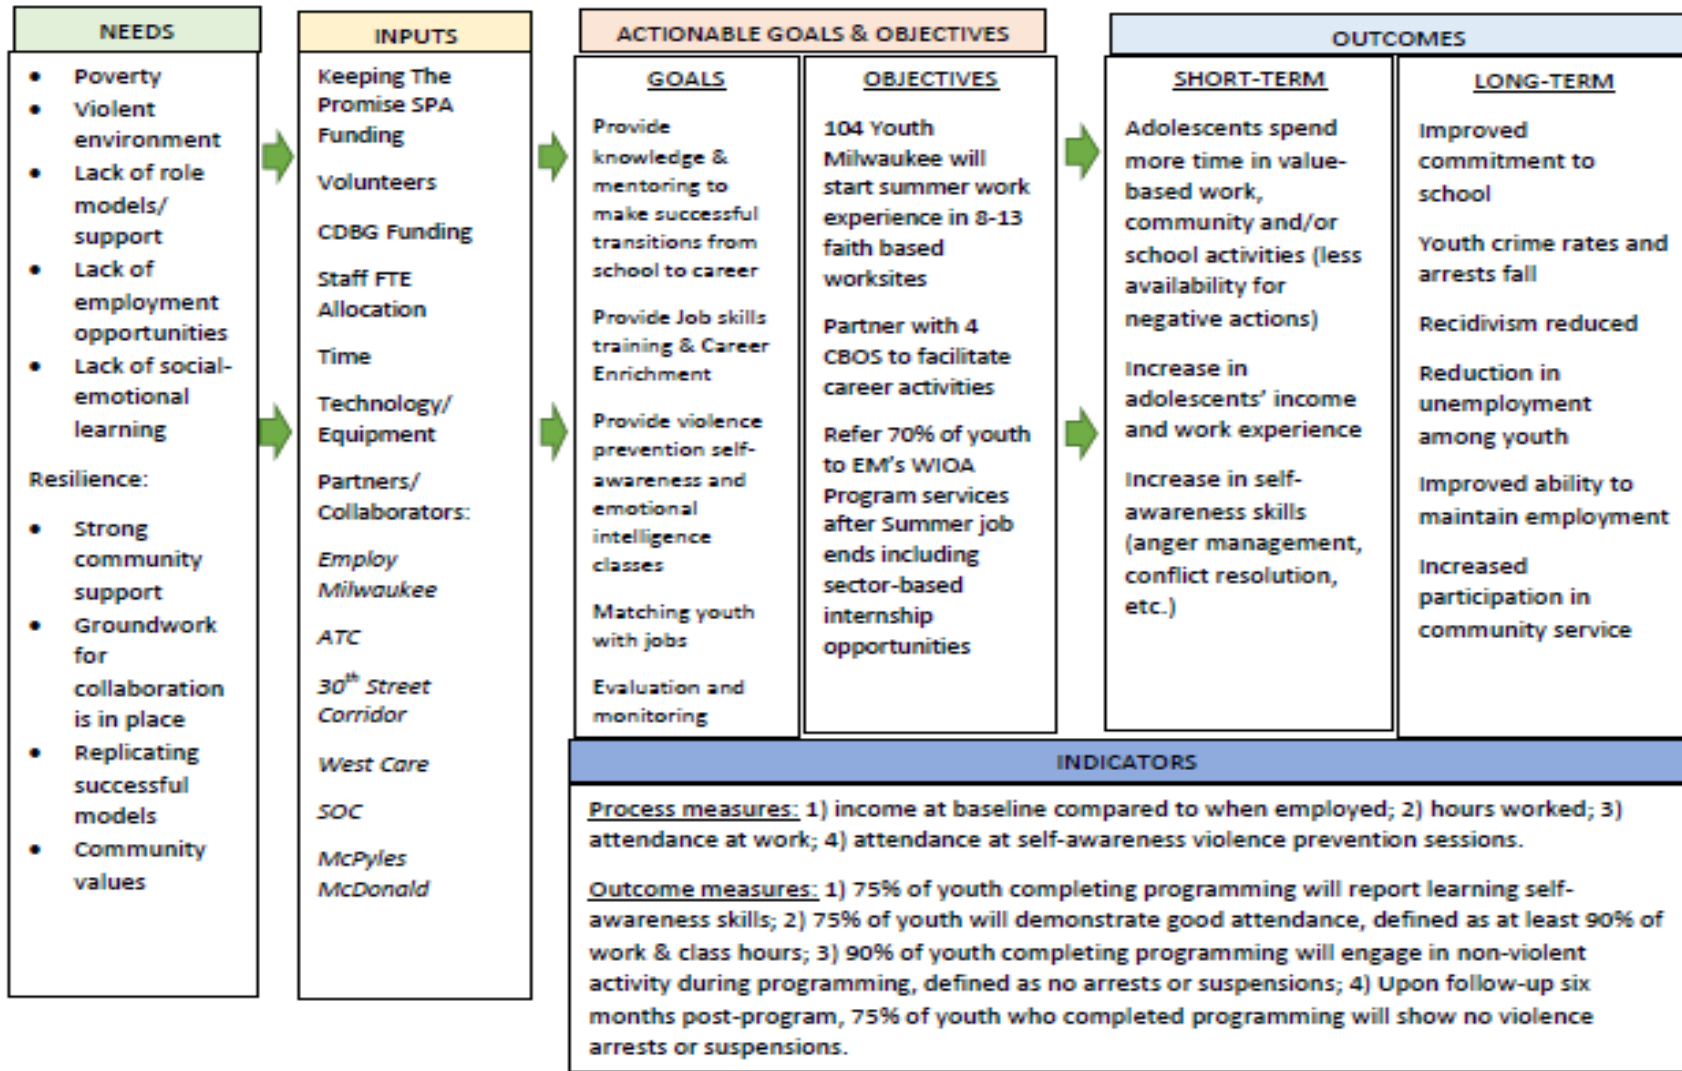 NEEDS
• Poverty
• Violent
environment
• Lack of role
models/
support
• Lack of
employment
opportunities
• Lack of social-
emotional
learning
Resilience:
• Strong
community
support
• Groundwork
for
collaboration
is in place
• Replicating
successful
models
• Community
values
INPUTS
Keeping The
Promise SPA
Funding
Volunteers
CDBG Funding
Staff FTE
Allocation
Time
Technology/
Equipment
Partners/
Collaborators:
Employ
Milwaukee
ATC
30th Street
Corridor
West Care
SOC
McPyles
McDonald
ACTIONABLE GOALS & OBJECTIVES
GOALS
Provide
knowledge &
mentoring to
make successful
transitions from
school to career
Provide Job skills
training & Career
Enrichment
Provide violence
prevention self-
awareness and
emotional
intelligence
classes
Matching youth
with jobs
Evaluation and
monitoring
OBJECTIVES
104 Youth
Milwaukee will
start summer work
experience in 8-13
faith based
worksites
Partner with 4
CBOS to facilitate
career activities
Refer 70% of youth
to EM's WIOA
Program services
after Summer job
ends including
sector-based
internship
opportunities
OUTCOMES
SHORT-TERM
Adolescents spend
more time in value-
based work,
community and/or
school activities (less
availability for
negative actions)
Increase in
adolescents' income
and work experience
Increase in self-
awareness skills
(anger management,
conflict resolution,
etc.)
LONG-TERM
Improved
commitment to
school
Youth crime rates and
arrests fall
Recidivism reduced
Reduction in
unemployment
among youth
Improved ability to
maintain employment
Increased
participation in
community service
INDICATORS
Process measures: 1) income at baseline compared to when employed; 2) hours worked; 3)
attendance at work; 4) attendance at self-awareness violence prevention sessions.
Outcome measures: 1) 75% of youth completing programming will report learning self-
awareness skills; 2) 75% of youth will demonstrate good attendance, defined as at least 90% of
work & class hours; 3) 90% of youth completing programming will engage in non-violent
activity during programming, defined as no arrests or suspensions; 4) Upon follow-up six
months post-program, 75% of youth who completed programming will show no violence
arrests or suspensions.